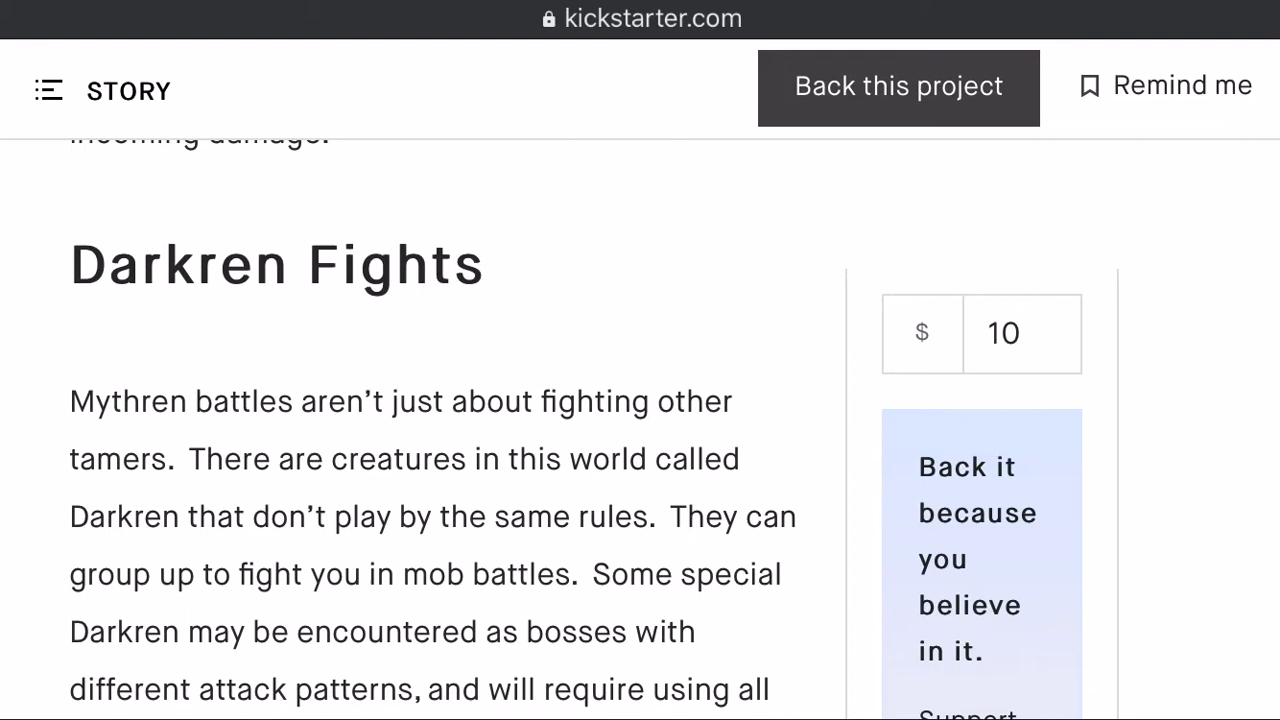 kickstarter.com
STORY
Back this project
Remind me
incoming damage.
Darkren Fights
$ 10
Mythren battles aren’t just about fighting other
tamers.  There are creatures in this world called
Darkren that don’t play by the same rules.  They can
group up to fight you in mob battles.  Some special
Darkren may be encountered as bosses with
different attack patterns, and will require using all
Back it
because
you
believe
in it.
Support